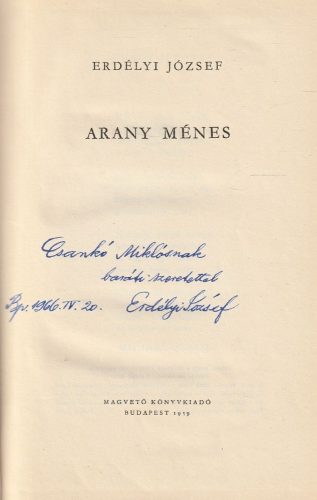 ERDÉLYI JÓZSEF
ARANY MÉNES
Csankó Miklósnak
baráti szeretettel
Bp. 1966. IV. 20. Erdélyi József
MAGVETŐ KÖNYVKIADÓ
BUDAPEST 1959